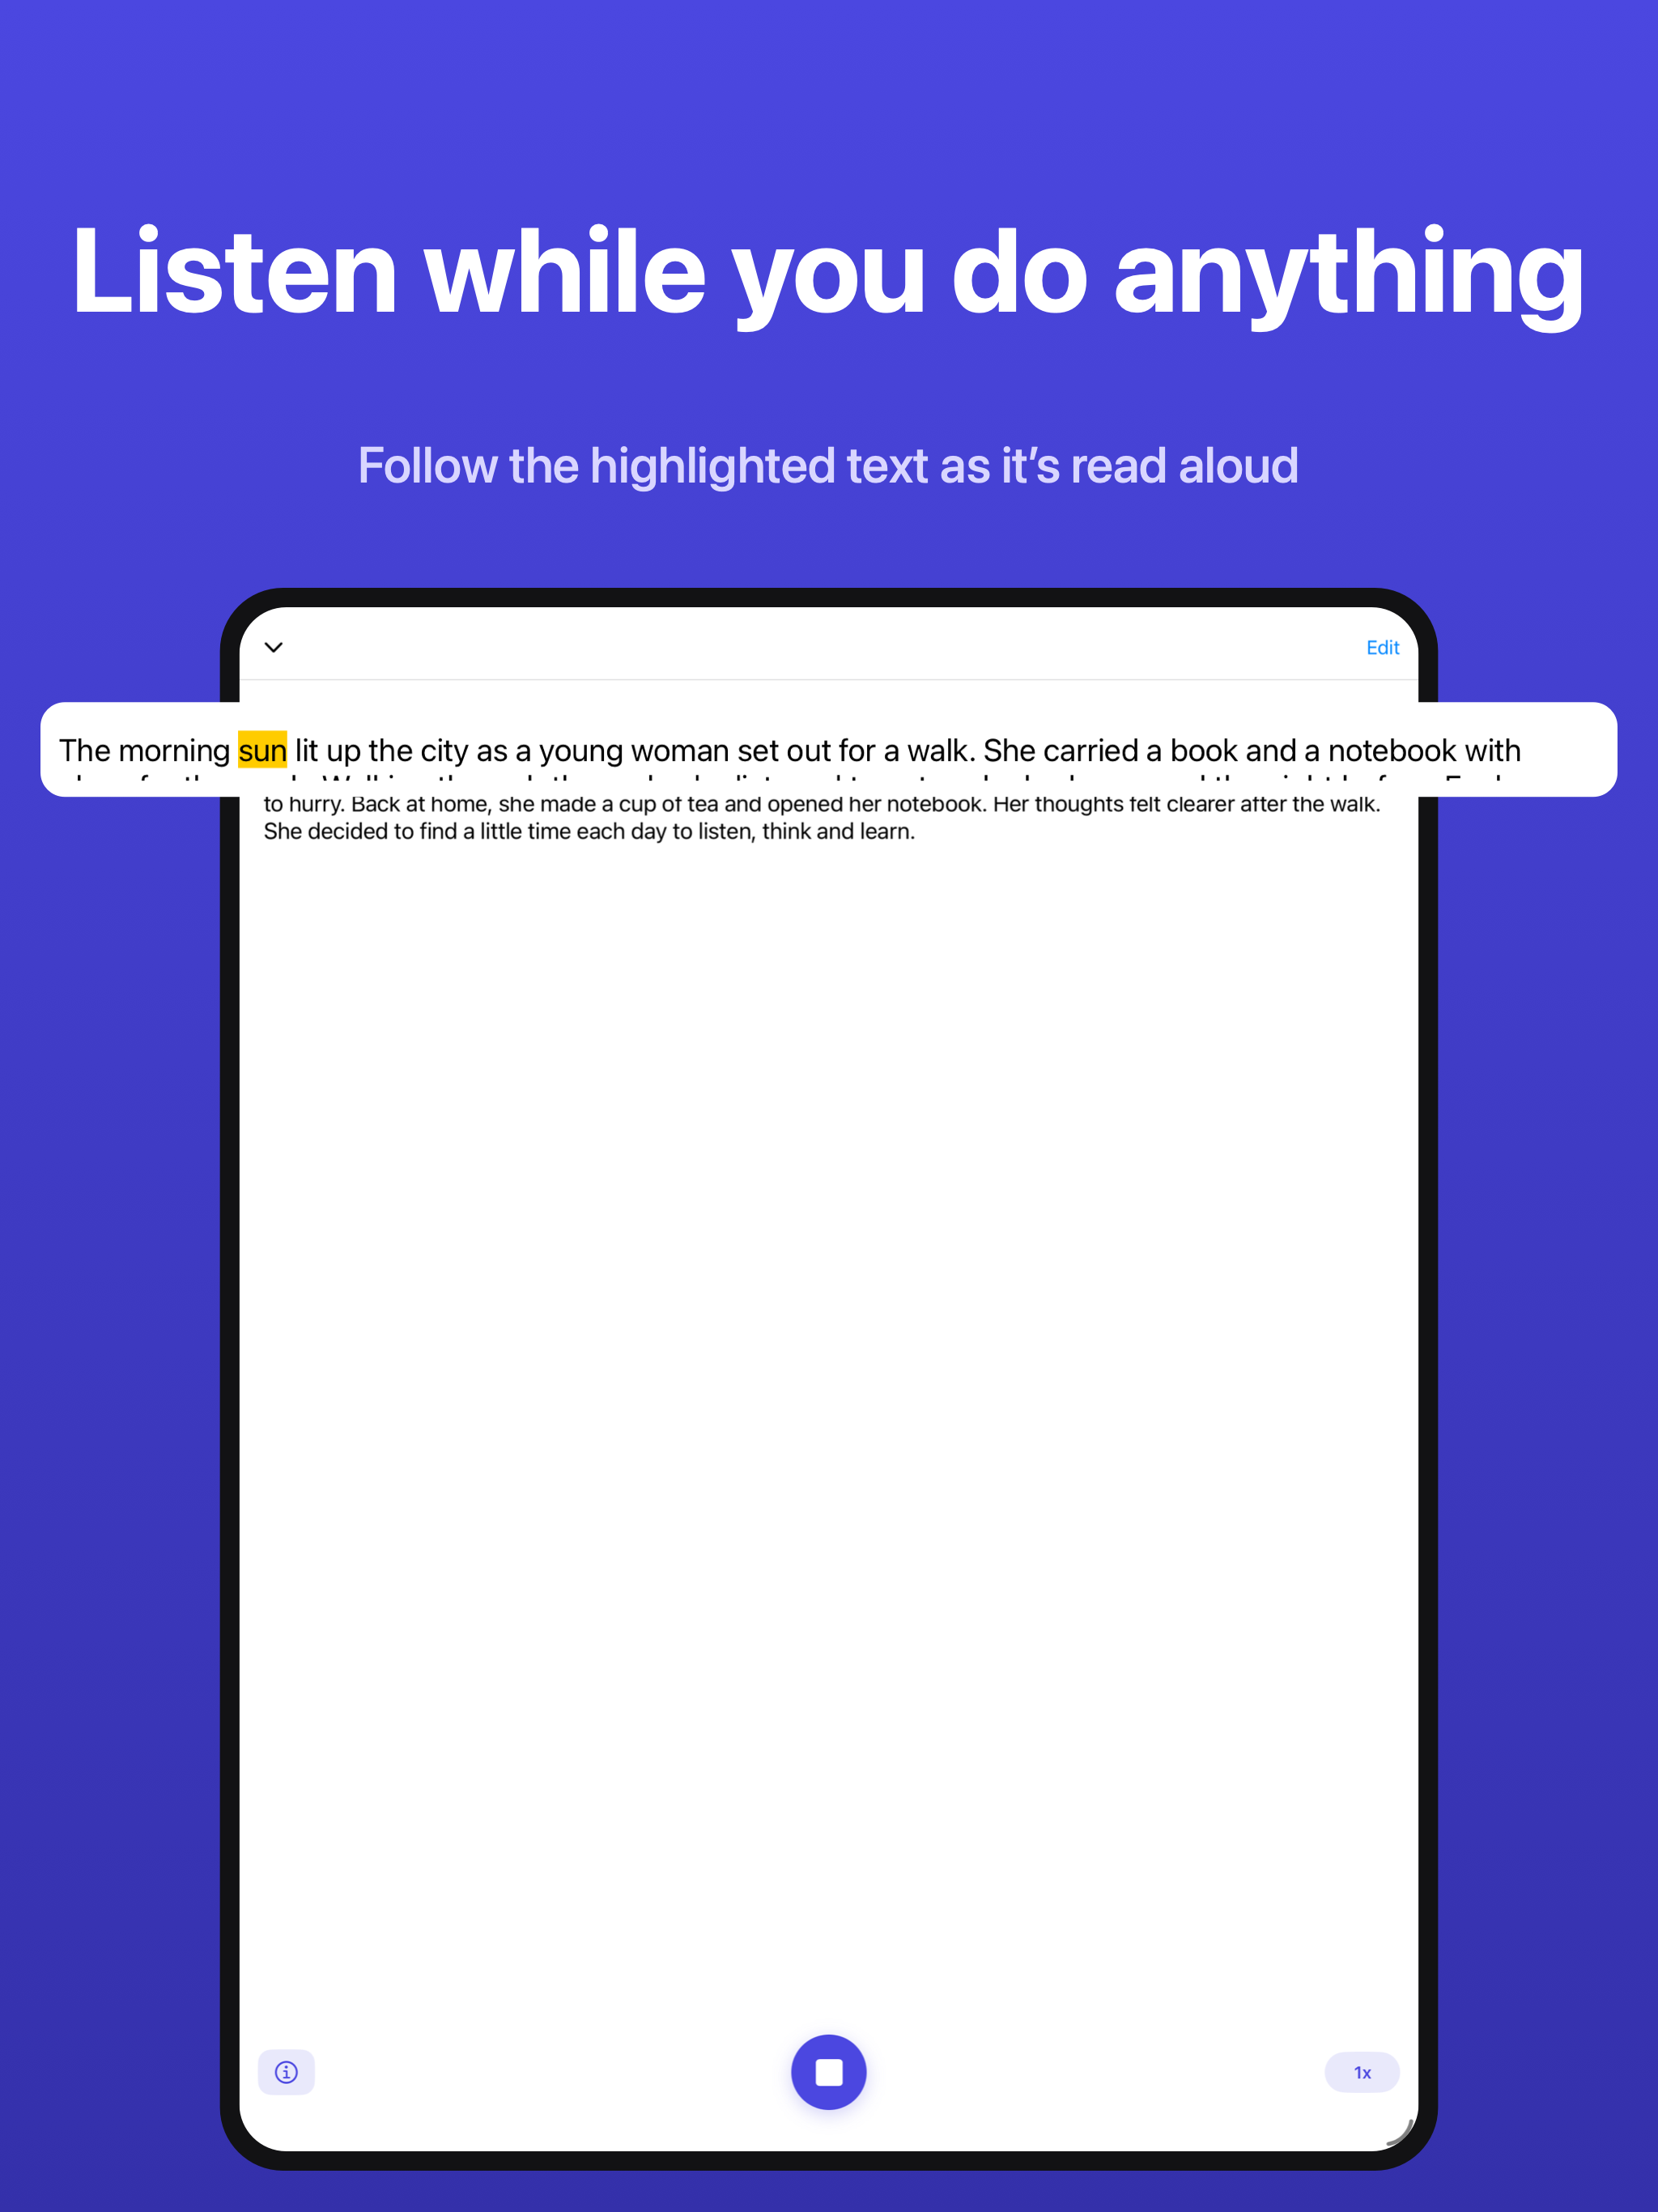 Listen while you do anything
Follow the highlighted text as it’s read aloud
Edit
The morning sun lit up the city as a young woman set out for a walk. She carried a book and a notebook with
to hurry. Back at home, she made a cup of tea and opened her notebook. Her thoughts felt clearer after the walk.
She decided to find a little time each day to listen, think and learn.
1x